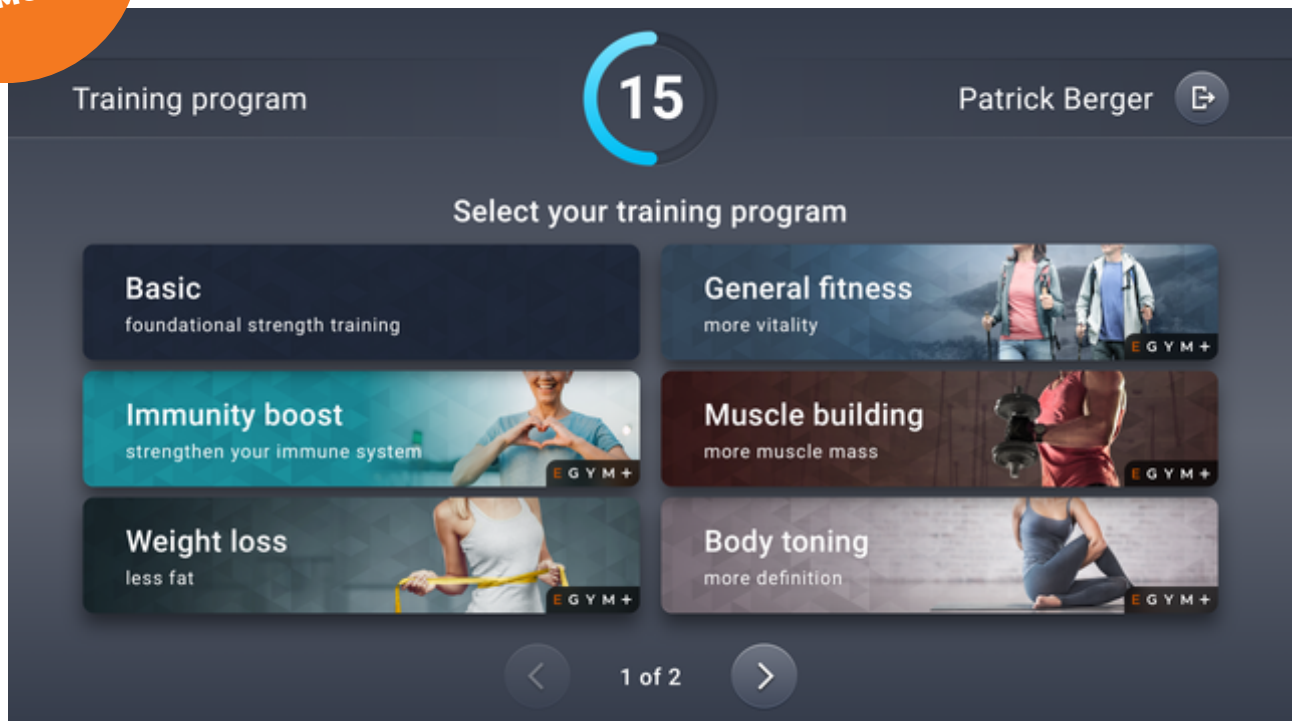 Training program
15
Patrick Berger
Select your training program
Basic
foundational strength training
General fitness
more vitality
EGYM+
Immunity boost
strengthen your immune system
EGYM+
Muscle building
more muscle mass
EGYM+
Weight loss
less fat
EGYM+
Body toning
more definition
EGYM+
1 of 2